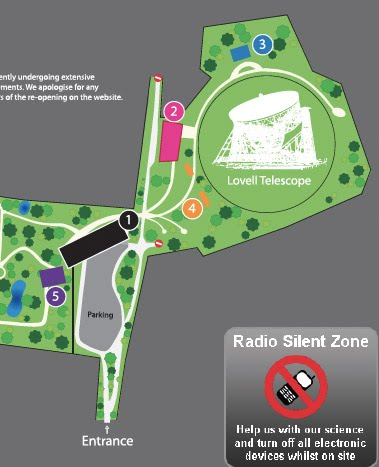 ently undergoing extensive
ements. We apologise for any
s of the re-opening on the website.
3
2
Lovell Telescope
4
1
5
Parking
Entrance
Radio Silent Zone
Help us with our science
and turn off all electronic
devices whilst on site